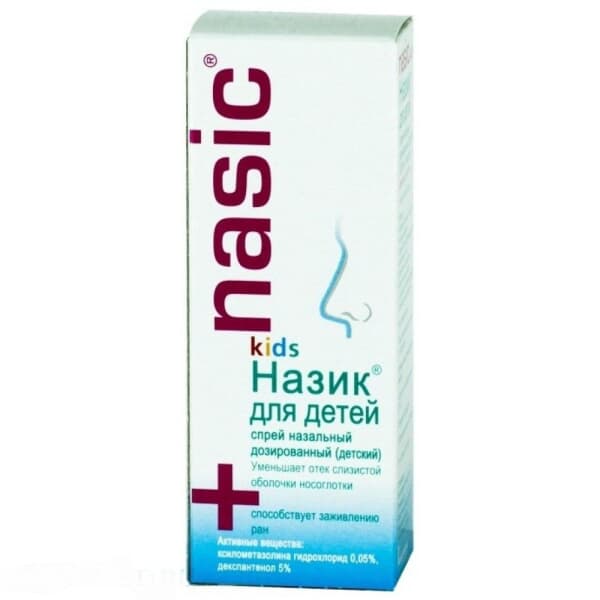 nasic®
kids
Назик®
для детей
спрей назальный
дозированный (детский)
Уменьшает отек слизистой
оболочки носоглотки
+
способствует заживлению
ран
Активные вещества:
ксилометазолина гидрохлорид 0,05%,
декспантенол 5%